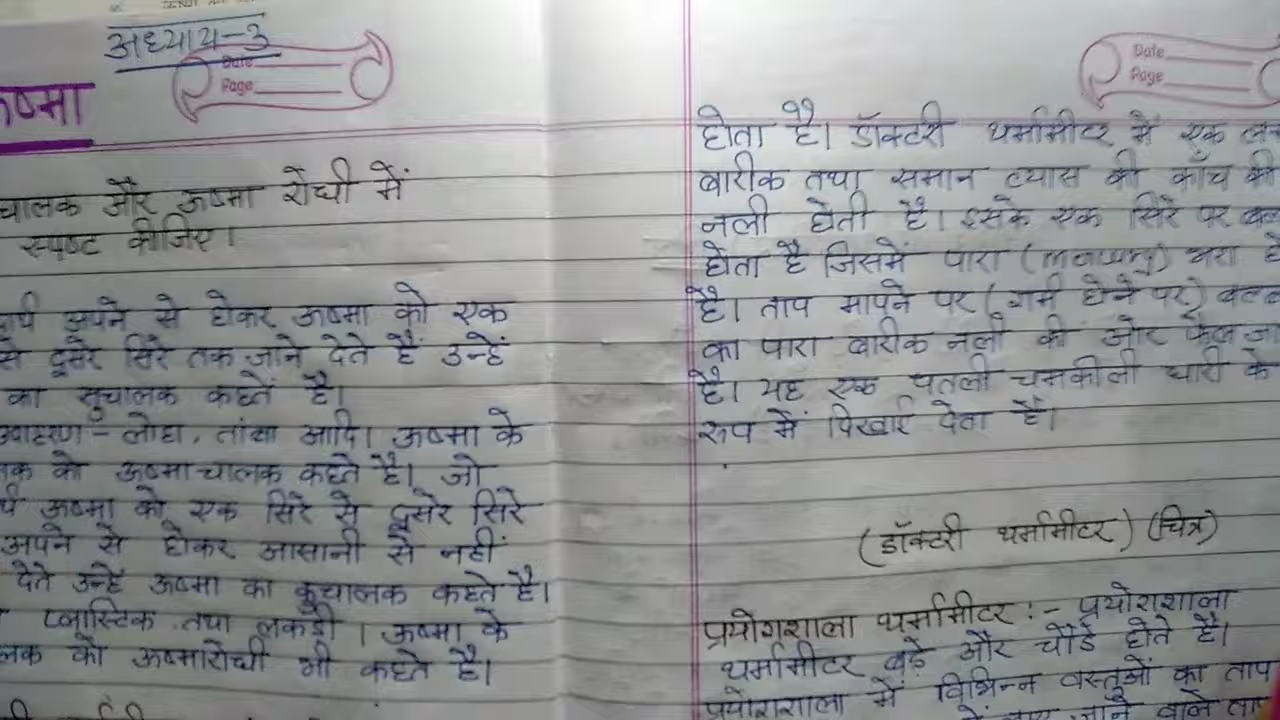 अध्याय-3
Date
Page
ऊष्मा
चालक और ऊष्मा रोधी में
स्पष्ट कीजिए।
अपने से होकर ऊष्मा को एक
से दूसरे सिरे तक जाने देते हैं उन्हें
का सुचालक कहतें है।
उदाहरण - लोहा, तांबा आदि। ऊष्मा के
को ऊष्मा चालक कहते है। जो
ऊष्मा को एक सिरे से दूसरे सिरे
अपने से होकर आसानी से नहीं
देते उन्हें ऊष्मा का कुचालक कहते है।
प्लास्टिक तथा लकड़ी । ऊष्मा के
को ऊष्मारोधी भी कहते है।
Date
Page
होता है। डॉक्टरी थर्मामीटर में एक
बारीक तथा समान व्यास की काँच की
नली होती है। इसके एक सिरे पर
होता है जिसमें पारा (mercury) भरा
है। ताप मापने पर (गर्म होने पर)
का पारा बारीक नली की ओर फैल
है। यह एक पतली चमकीली धारी के
रूप में दिखाई देता है।
(डॉक्टरी थर्मामीटर) (चित्र)
प्रयोगशाला थर्मामीटर :- प्रयोगशाला
थर्मामीटर बड़े और चौड़े होते है।
प्रयोगशाला में विभिन्न वस्तुओं का ताप
जाने वाले